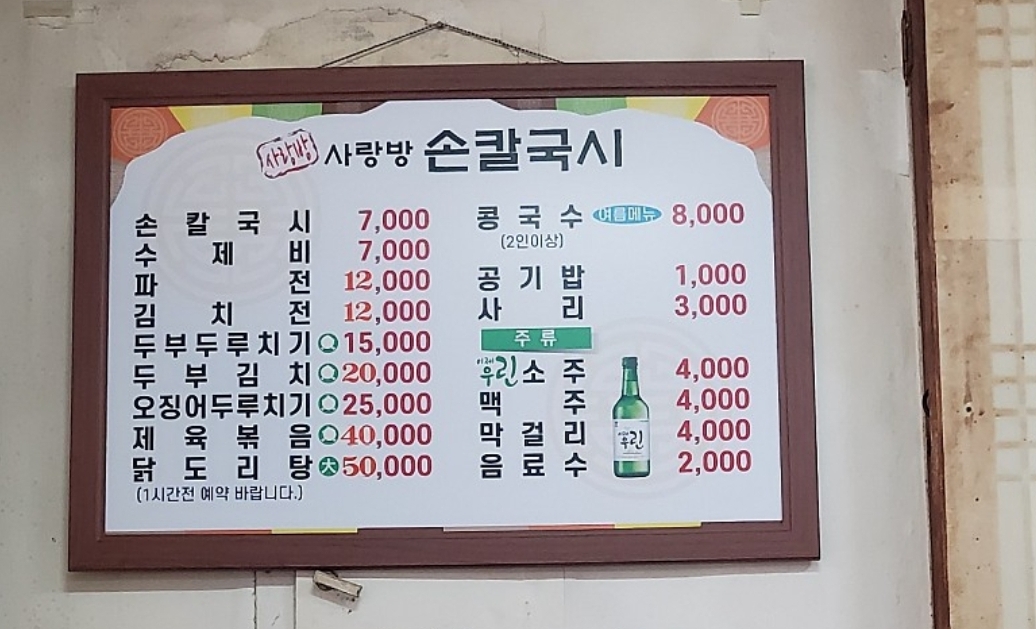 사랑방 사랑방 손칼국시
손칼국시 7,000
수제비 7,000
파전 12,000
김치전 12,000
두부두루치기 15,000
두부김치 20,000
오징어두루치기 25,000
제육볶음 40,000
닭도리탕 大 50,000
(1시간전 예약 바랍니다.)
콩국수 여름메뉴 8,000
(2인이상)
공기밥 1,000
사리 3,000
주류
이제우린소주 4,000
맥주 4,000
막걸리 4,000
음료수 2,000
이제우린